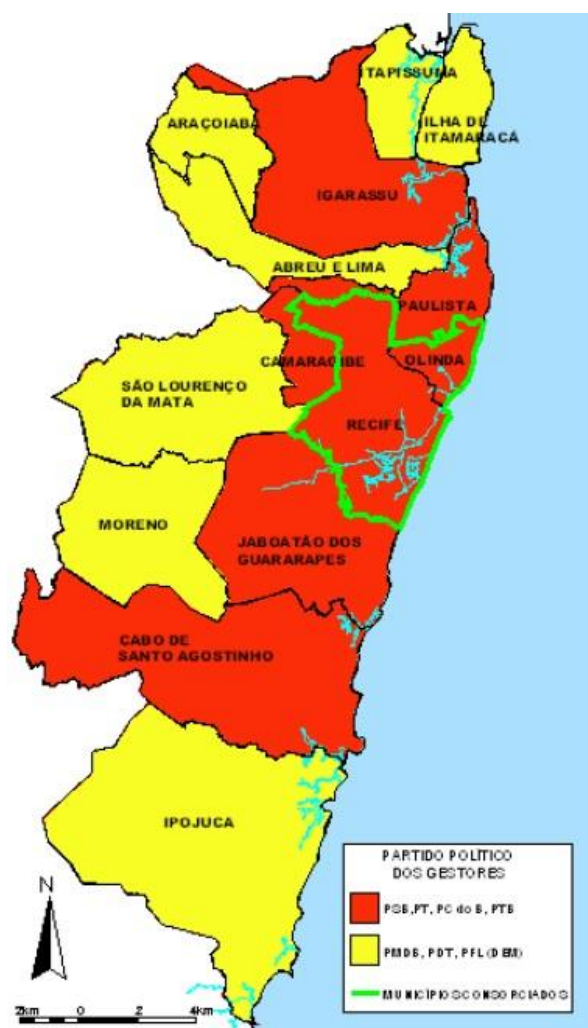 ITAPISSUMA
ARAÇOIABA
ILHA DE
ITAMARACÁ
IGARASSU
ABREU E LIMA
PAULISTA
CAMARAGIBE
OLINDA
SÃO LOURENÇO
DA MATA
RECIFE
MORENO
JABOATÃO DOS
GUARARAPES
CABO DE
SANTO AGOSTINHO
IPOJUCA
PARTIDO POLÍTICO
DOS GESTORES
PSB, PT, PC do B, PTB
PMDB, PDT, PFL (DEM)
MUNICÍPIOS CONSORCIADOS
N
2km 0 2 4km